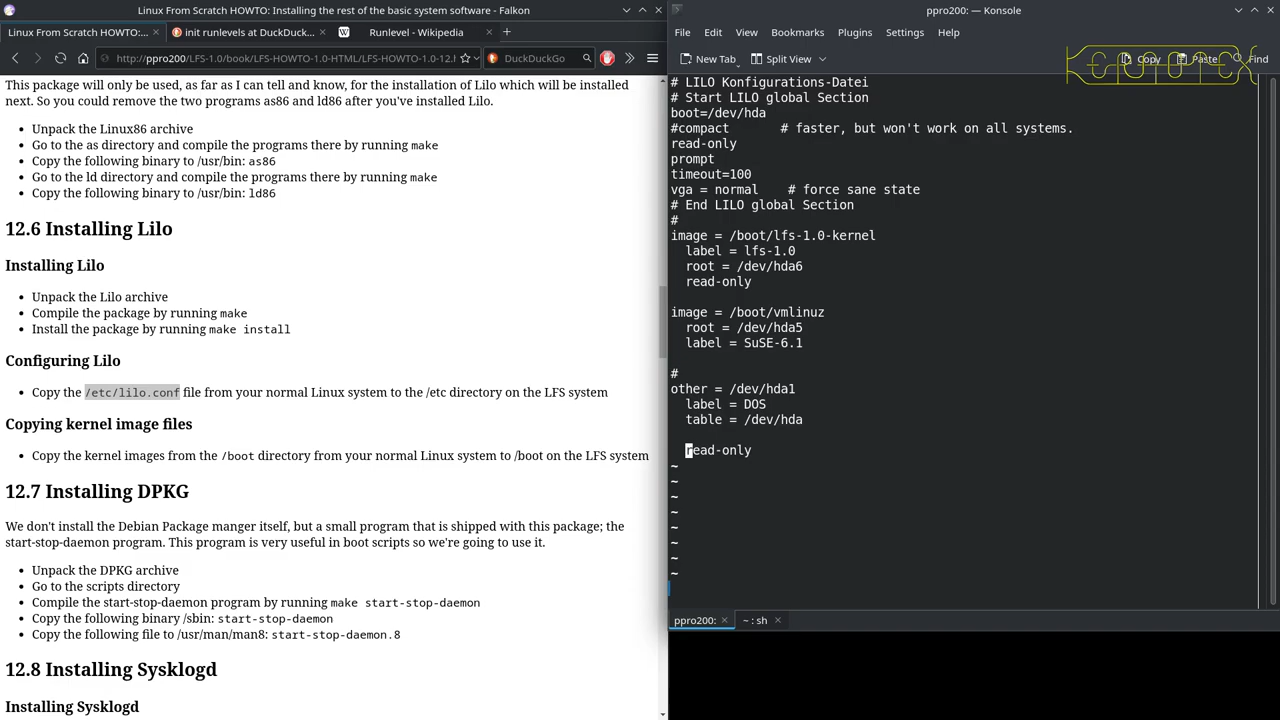 Linux From Scratch HOWTO: Installing the rest of the basic system software - Falkon
Linux From Scratch HOWTO:...
init runlevels at DuckDuck...
Runlevel - Wikipedia
http://ppro200/LFS-1.0/book/LFS-HOWTO-1.0-HTML/LFS-HOWTO-1.0-12.h
DuckDuckGo
This package will only be used, as far as I can tell and know, for the installation of Lilo which will be installed
next. So you could remove the two programs as86 and ld86 after you've installed Lilo.
• Unpack the Linux86 archive
• Go to the as directory and compile the programs there by running make
• Copy the following binary to /usr/bin: as86
• Go to the ld directory and compile the programs there by running make
• Copy the following binary to /usr/bin: ld86
12.6 Installing Lilo
Installing Lilo
• Unpack the Lilo archive
• Compile the package by running make
• Install the package by running make install
Configuring Lilo
• Copy the /etc/lilo.conf file from your normal Linux system to the /etc directory on the LFS system
Copying kernel image files
• Copy the kernel images from the /boot directory from your normal Linux system to /boot on the LFS system
12.7 Installing DPKG
We don't install the Debian Package manger itself, but a small program that is shipped with this package; the
start-stop-daemon program. This program is very useful in boot scripts so we're going to use it.
• Unpack the DPKG archive
• Go to the scripts directory
• Compile the start-stop-daemon program by running make start-stop-daemon
• Copy the following binary /sbin: start-stop-daemon
• Copy the following file to /usr/man/man8: start-stop-daemon.8
12.8 Installing Sysklogd
Installing Sysklogd
ppro200: — Konsole
File Edit View Bookmarks Plugins Settings Help
New Tab Split View Copy Paste Find
# LILO Konfigurations-Datei
# Start LILO global Section
boot=/dev/hda
#compact       # faster, but won't work on all systems.
read-only
prompt
timeout=100
vga = normal    # force sane state
# End LILO global Section
#
image = /boot/lfs-1.0-kernel
  label = lfs-1.0
  root = /dev/hda6
  read-only
image = /boot/vmlinuz
  root = /dev/hda5
  label = SuSE-6.1
#
other = /dev/hda1
  label = DOS
  table = /dev/hda
  read-only
~
~
~
~
~
~
~
~
ppro200:
~ : sh